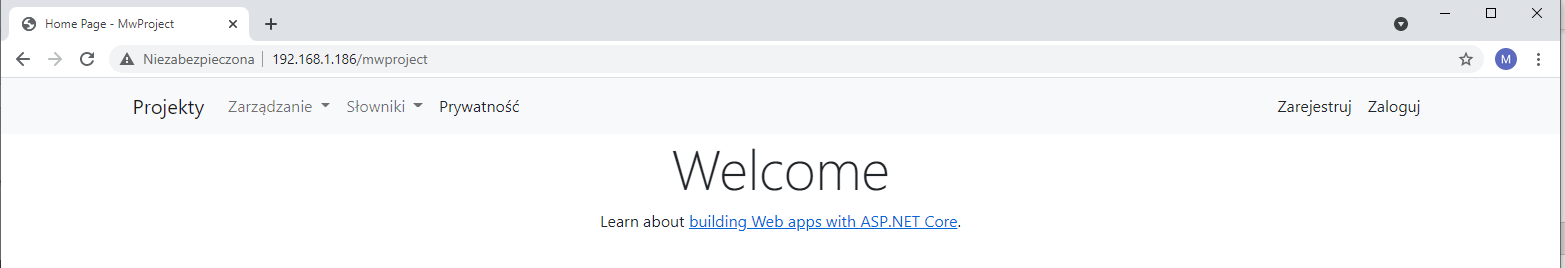 Home Page - MwProject
Niezabezpieczona 192.168.1.186/mwproject M
Projekty Zarządzanie Słowniki Prywatność Zarejestruj Zaloguj
Welcome
Learn about building Web apps with ASP.NET Core.